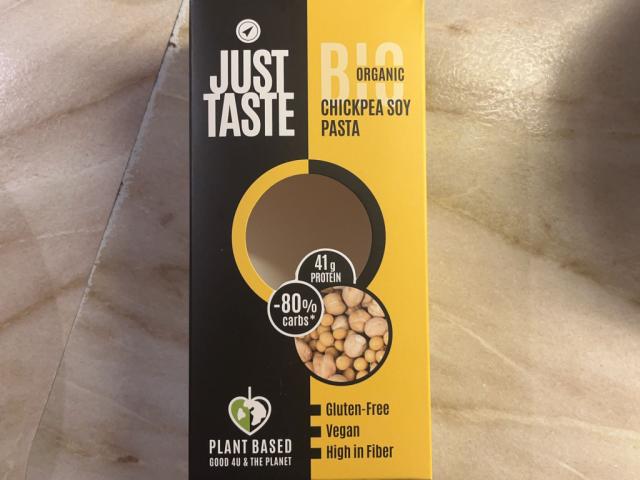 JUST
TASTE
BIO
ORGANIC
CHICKPEA SOY
PASTA
41 g
PROTEIN
-80%
carbs*
PLANT BASED
GOOD 4U & THE PLANET
Gluten-Free
Vegan
High in Fiber